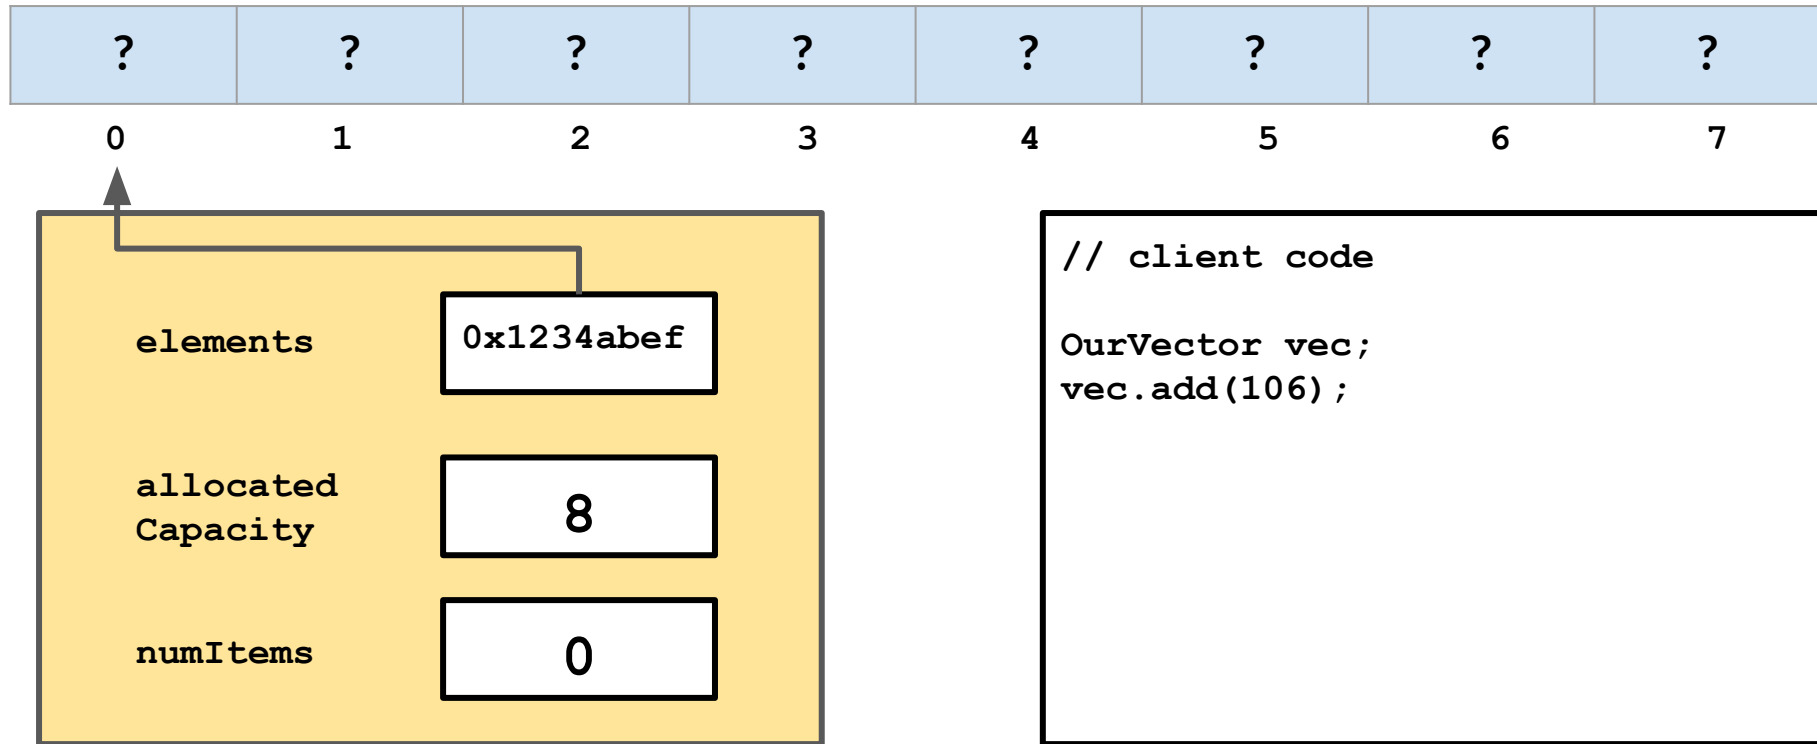 ? ? ? ? ? ? ? ?
0 1 2 3 4 5 6 7
elements 0x1234abef
allocated
Capacity 8
numItems 0
// client code
OurVector vec;
vec.add(106);